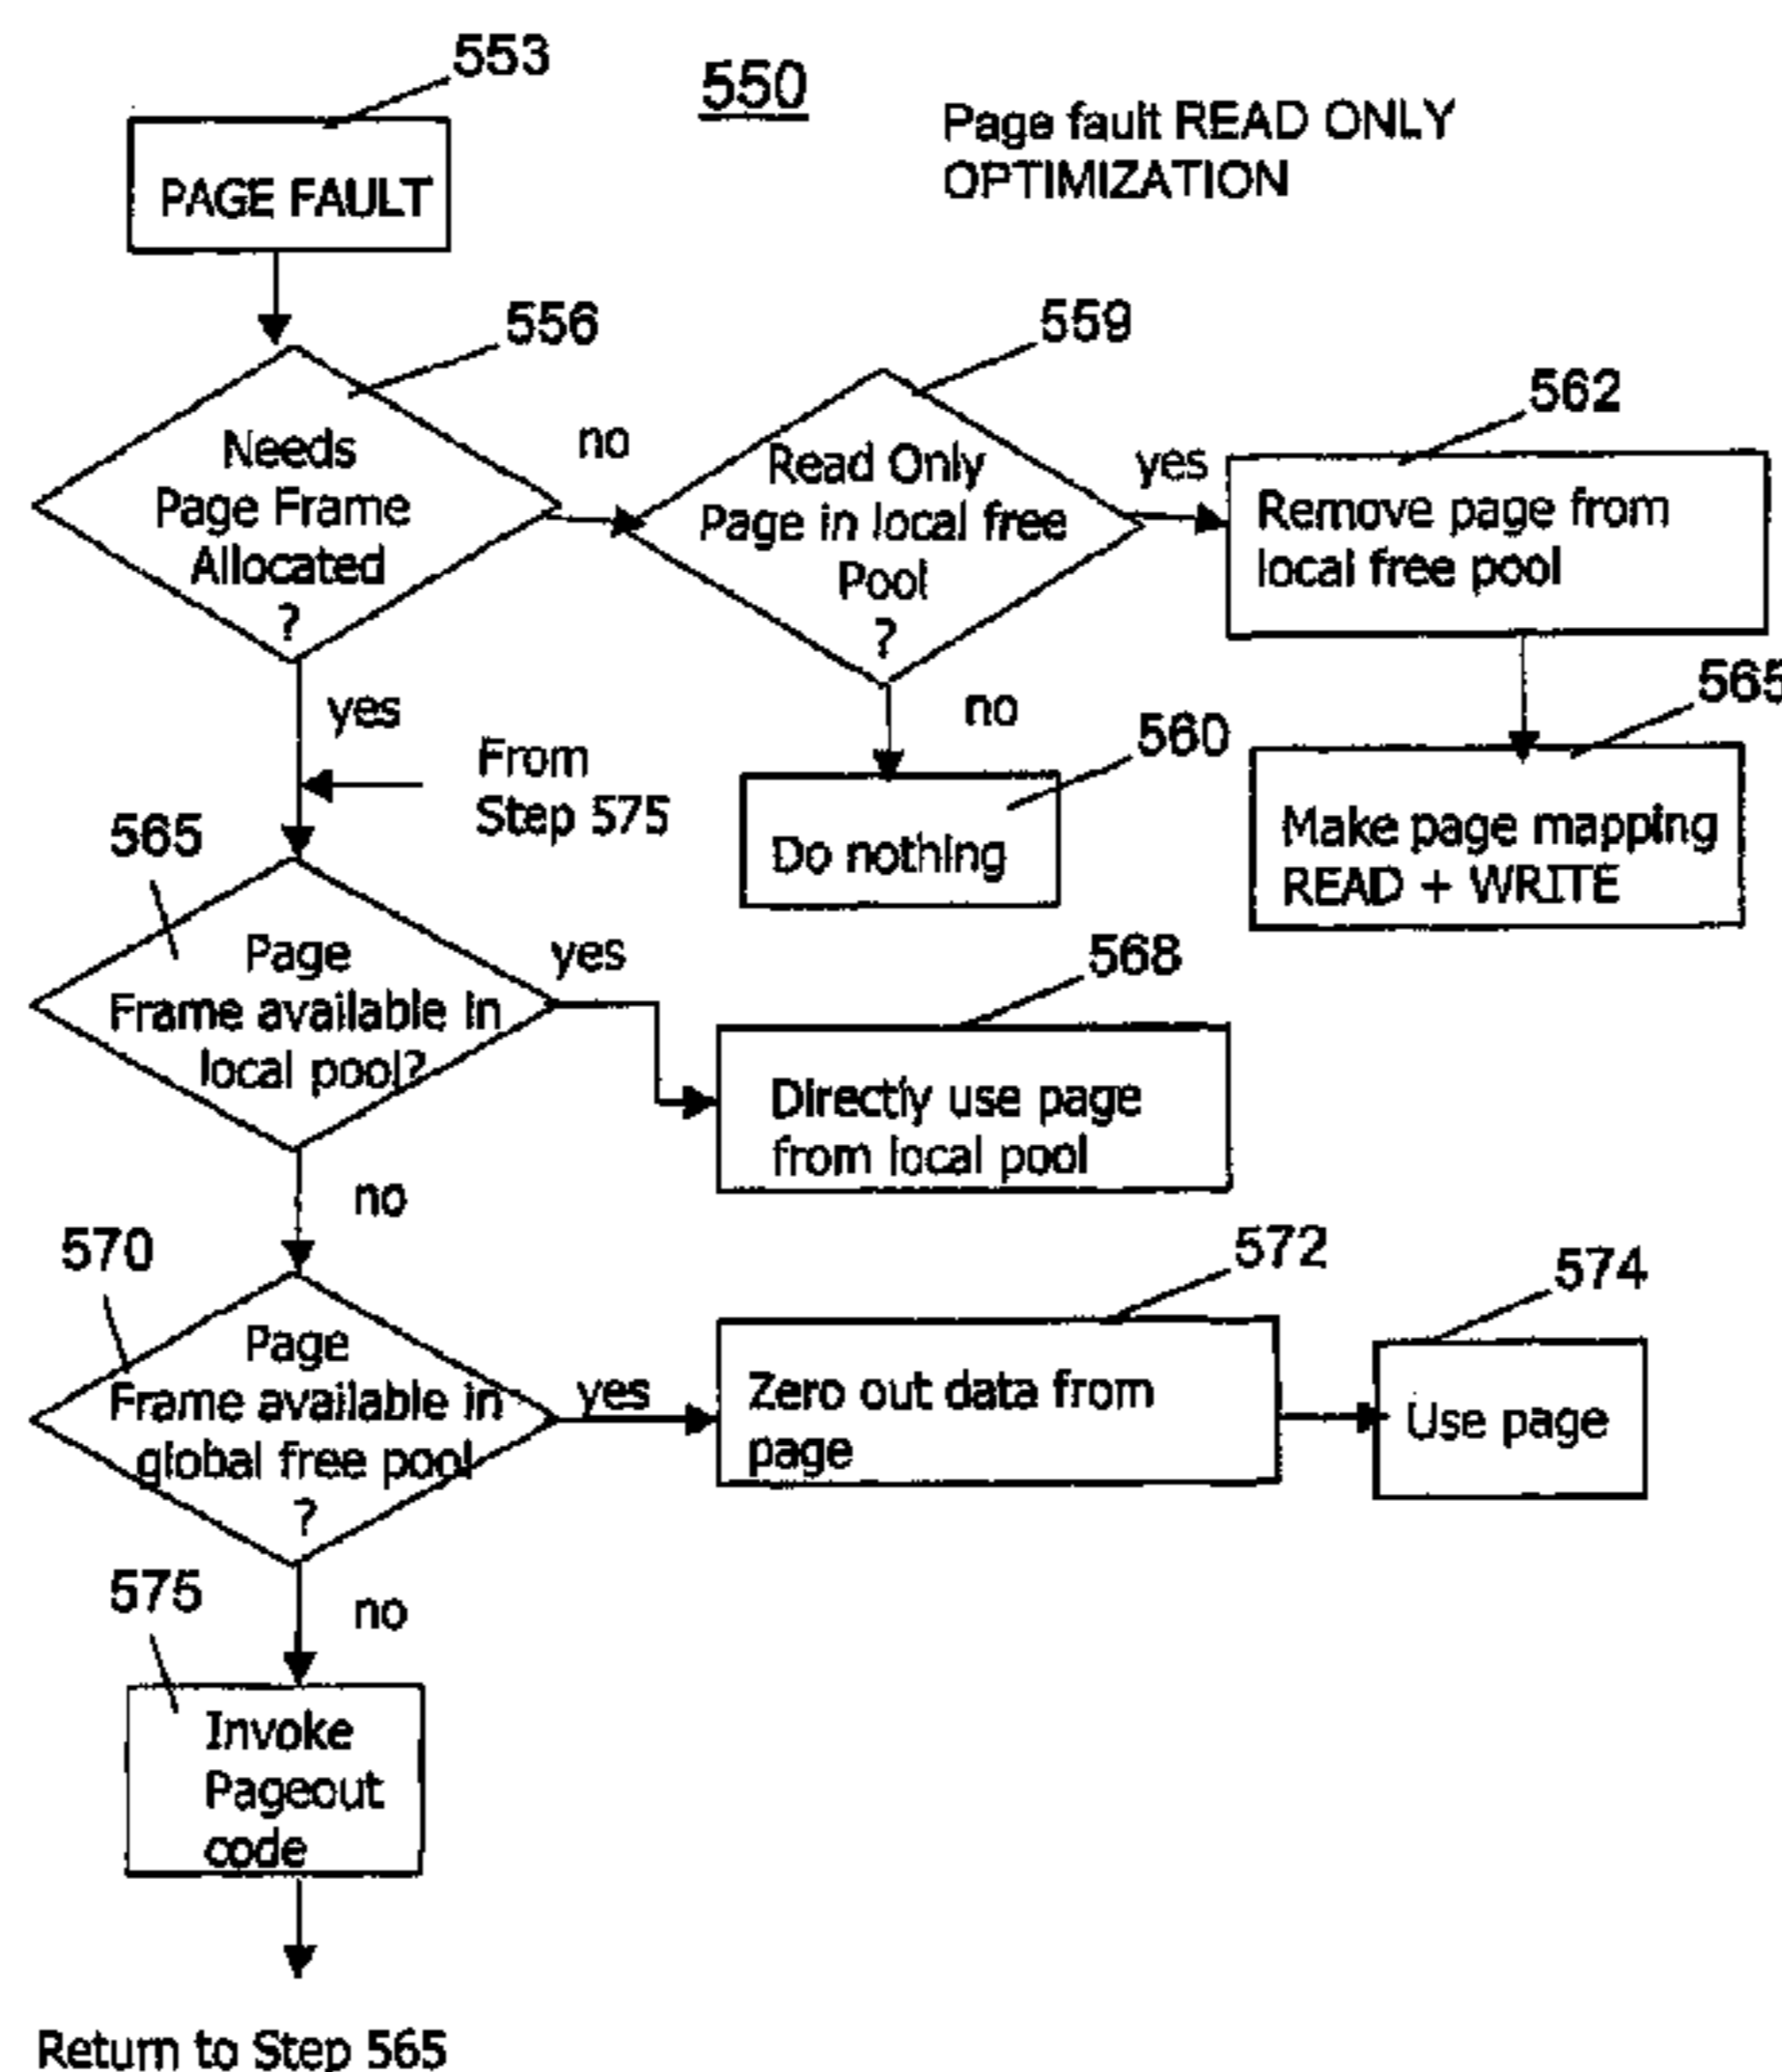 553
550
Page fault READ ONLY
OPTIMIZATION
PAGE FAULT
556
Needs
Page Frame
Allocated
?
no
559
Read Only
Page in local free
Pool
?
yes
562
Remove page from
local free pool
565
Make page mapping
READ + WRITE
no
560
Do nothing
yes
From
Step 575
565
Page
Frame available in
local pool?
yes
568
Directly use page
from local pool
no
570
Page
Frame available in
global free pool
?
yes
572
Zero out data from
page
574
Use page
no
575
Invoke
Pageout
code
Return to Step 565